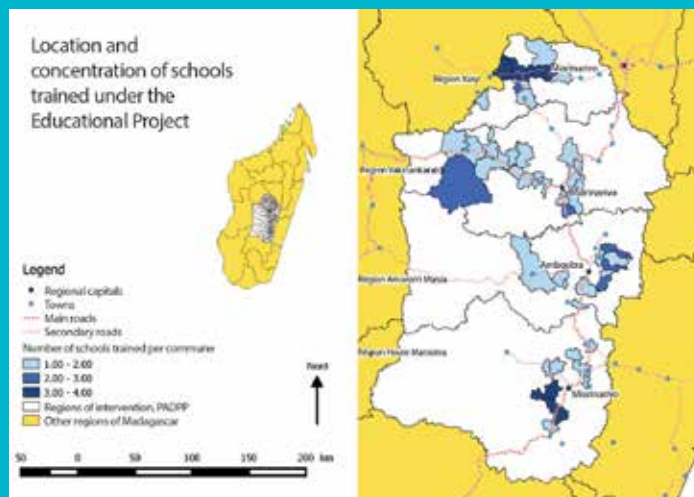 Location and
concentration of schools
trained under the
Educational Project
Legend
Regional capitals
Towns
Main roads
Secondary roads
Number of schools trained per commune
1.00 - 2.00
2.00 - 3.00
3.00 - 4.00
Regions of intervention, PADPP
Other regions of Madagascar
Nord
50 0 50 100 150 200 km
Miarinarivo
Region Itasy
Region Vakinankaratra
Ambositra
Region Amoron'i Mania
Region Haute Matsiatra